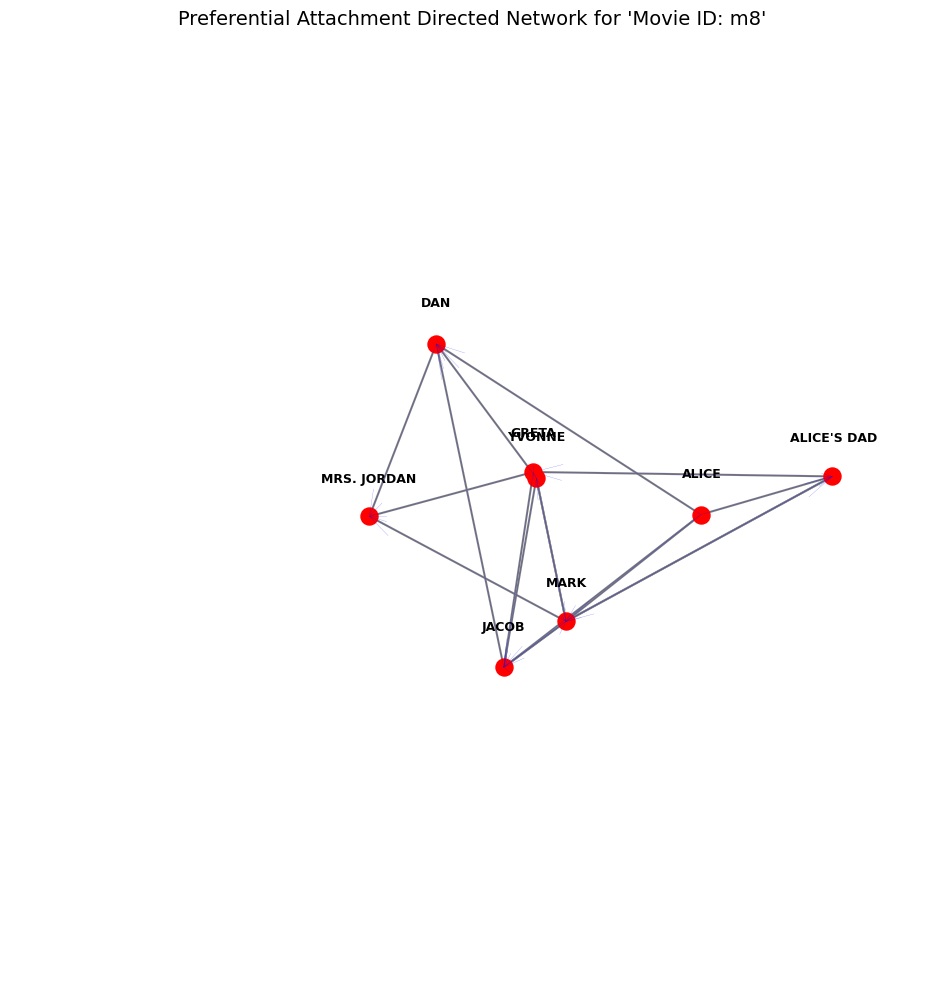 Preferential Attachment Directed Network for 'Movie ID: m8'
DAN
GRETA
YVONNE
ALICE'S DAD
ALICE
MRS. JORDAN
MARK
JACOB